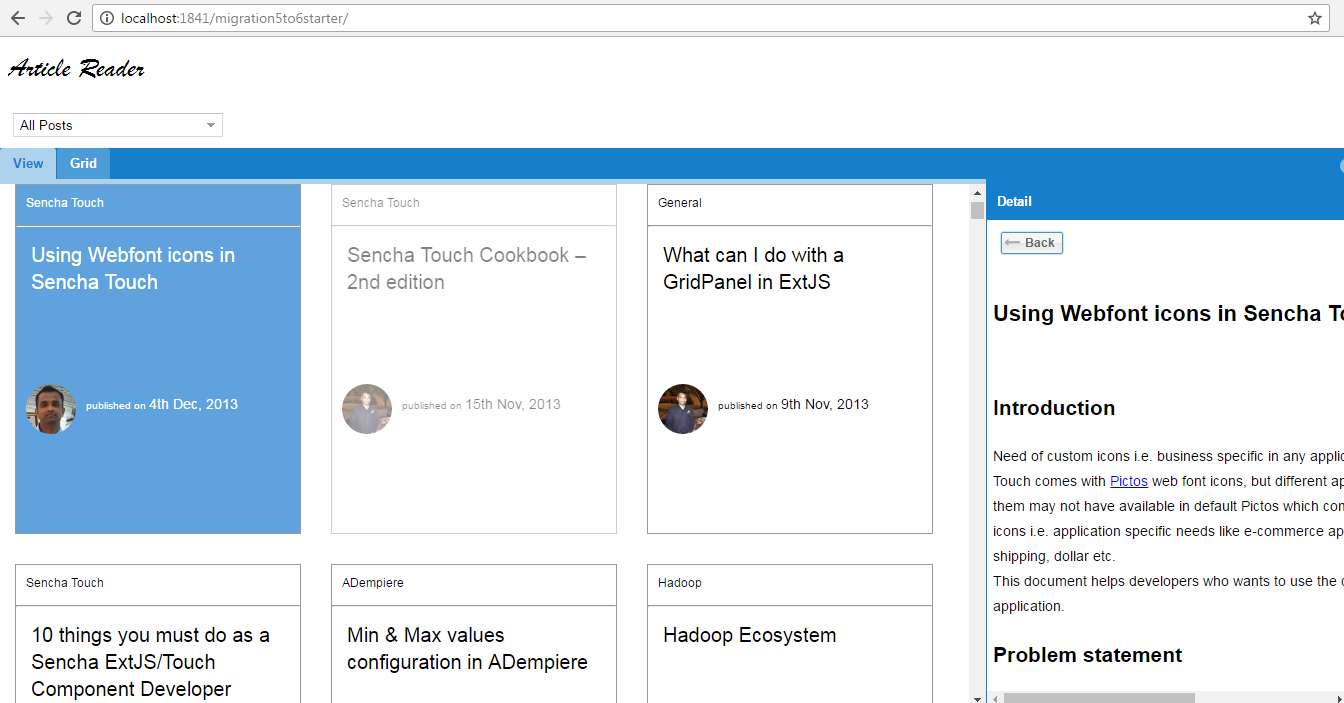 localhost:1841/migration5to6starter/
Article Reader
All Posts
View
Grid
Sencha Touch
Using Webfont icons in
Sencha Touch
published on 4th Dec, 2013
Sencha Touch
Sencha Touch Cookbook –
2nd edition
published on 15th Nov, 2013
General
What can I do with a
GridPanel in ExtJS
published on 9th Nov, 2013
Sencha Touch
10 things you must do as a
Sencha ExtJS/Touch
Component Developer
ADempiere
Min & Max values
configuration in ADempiere
Hadoop
Hadoop Ecosystem
Detail
Back
Using Webfont icons in Sencha
Introduction
Need of custom icons i.e. business specific in any
Touch comes with Pictos web font icons, but different
them may not have available in default Pictos which
icons i.e. application specific needs like e-commerce
shipping, dollar etc.
This document helps developers who wants to use the
application.
Problem statement